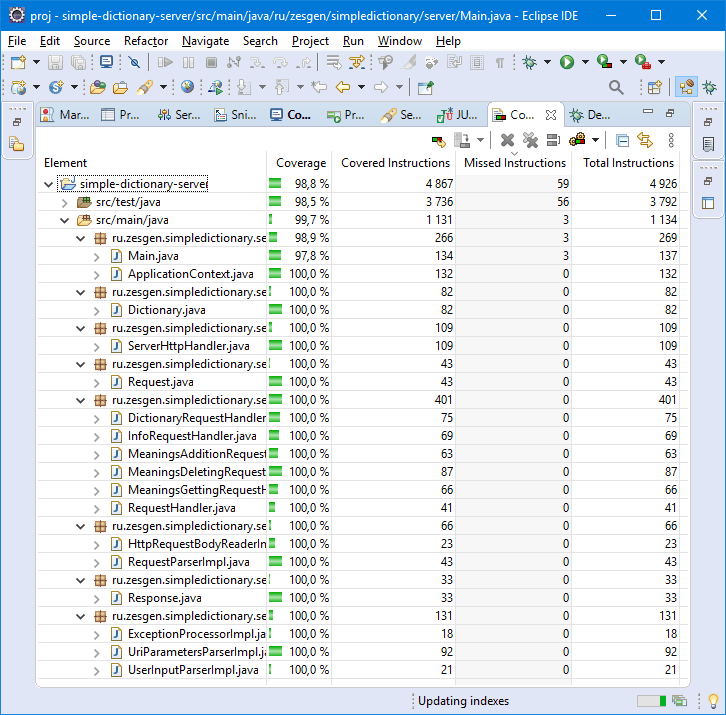 proj - simple-dictionary-server/src/main/java/ru/zesgen/simpledictionary/server/Main.java - Eclipse IDE
File Edit Source Refactor Navigate Search Project Run Window Help
Mar... Pr... Ser... Sni... Co... Pr... Se... JU... Co... De...
Element Coverage Covered Instructions Missed Instructions Total Instructions
simple-dictionary-server 98,8 % 4 867 59 4 926
src/test/java 98,5 % 3 736 56 3 792
src/main/java 99,7 % 1 131 3 1 134
ru.zesgen.simpledictionary.se 98,9 % 266 3 269
Main.java 97,8 % 134 3 137
ApplicationContext.java 100,0 % 132 0 132
ru.zesgen.simpledictionary.se 100,0 % 82 0 82
Dictionary.java 100,0 % 82 0 82
ru.zesgen.simpledictionary.se 100,0 % 109 0 109
ServerHttpHandler.java 100,0 % 109 0 109
ru.zesgen.simpledictionary.se 100,0 % 43 0 43
Request.java 100,0 % 43 0 43
ru.zesgen.simpledictionary.se 100,0 % 401 0 401
DictionaryRequestHandler 100,0 % 75 0 75
InfoRequestHandler.java 100,0 % 69 0 69
MeaningsAdditionRequest 100,0 % 63 0 63
MeaningsDeletingRequest 100,0 % 87 0 87
MeaningsGettingRequestH 100,0 % 66 0 66
RequestHandler.java 100,0 % 41 0 41
ru.zesgen.simpledictionary.se 100,0 % 66 0 66
HttpRequestBodyReaderIn 100,0 % 23 0 23
RequestParserImpl.java 100,0 % 43 0 43
ru.zesgen.simpledictionary.se 100,0 % 33 0 33
Response.java 100,0 % 33 0 33
ru.zesgen.simpledictionary.se 100,0 % 131 0 131
ExceptionProcessorImpl.ja 100,0 % 18 0 18
UriParametersParserImpl.j 100,0 % 92 0 92
UserInputParserImpl.java 100,0 % 21 0 21
Updating indexes